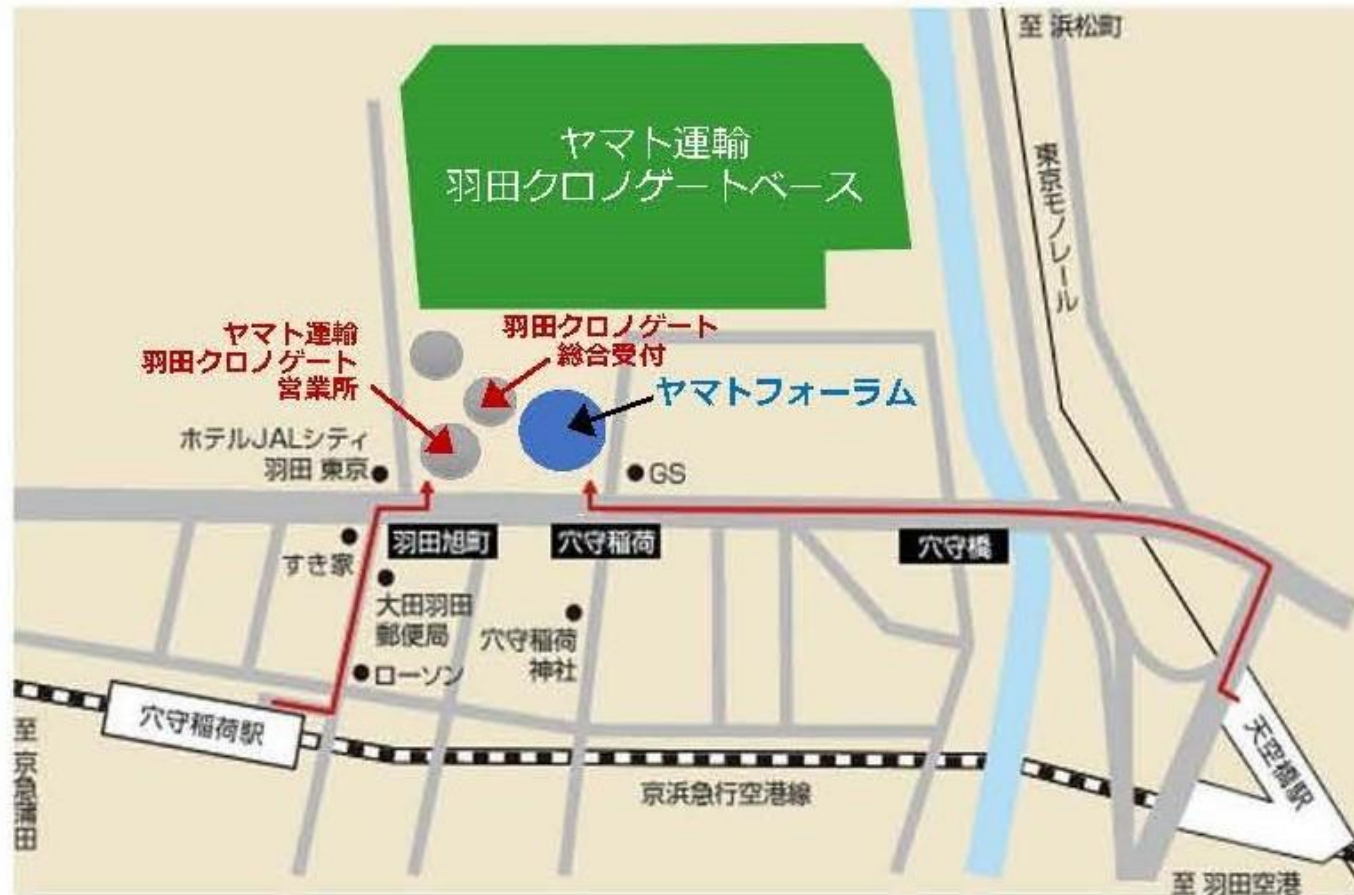 至 浜松町
ヤマト運輸
羽田クロノゲートベース
東京モノレール
ヤマト運輸
羽田クロノゲート
営業所
羽田クロノゲート
総合受付
ヤマトフォーラム
ホテルJALシティ
羽田 東京
GS
羽田旭町
穴守稲荷
穴守橋
すき家
大田羽田
郵便局
穴守稲荷
神社
ローソン
穴守稲荷駅
至 京急蒲田
京浜急行空港線
天空橋駅
至 羽田空港